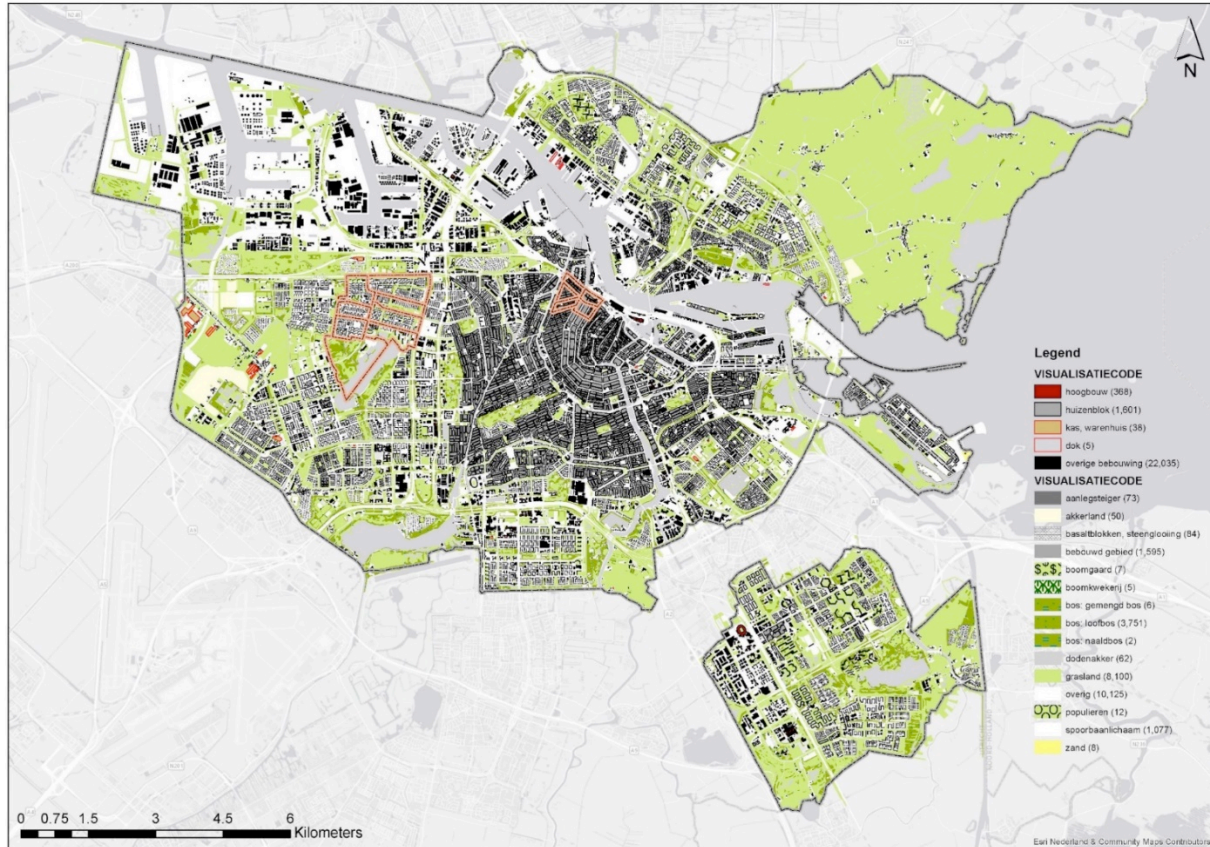 N
Legend
VISUALISATIECODE
hoogbouw (368)
huizenblok (1,601)
kas, warenhuis (38)
dok (5)
overige bebouwing (22,035)
VISUALISATIECODE
aanlegsteiger (73)
akkerland (50)
basaltblokken, steenglooiing (84)
bebouwd gebied (1,595)
boomgaard (7)
boomkwekerij (5)
bos: gemengd bos (6)
bos: loofbos (3,751)
bos: naaldbos (2)
dodenakker (62)
grasland (8,100)
overig (10,125)
populieren (12)
spoorbaanlichaam (1,077)
zand (8)
0 0.75 1.5 3 4.5 6
Kilometers
Esri Nederland & Community Maps Contributors